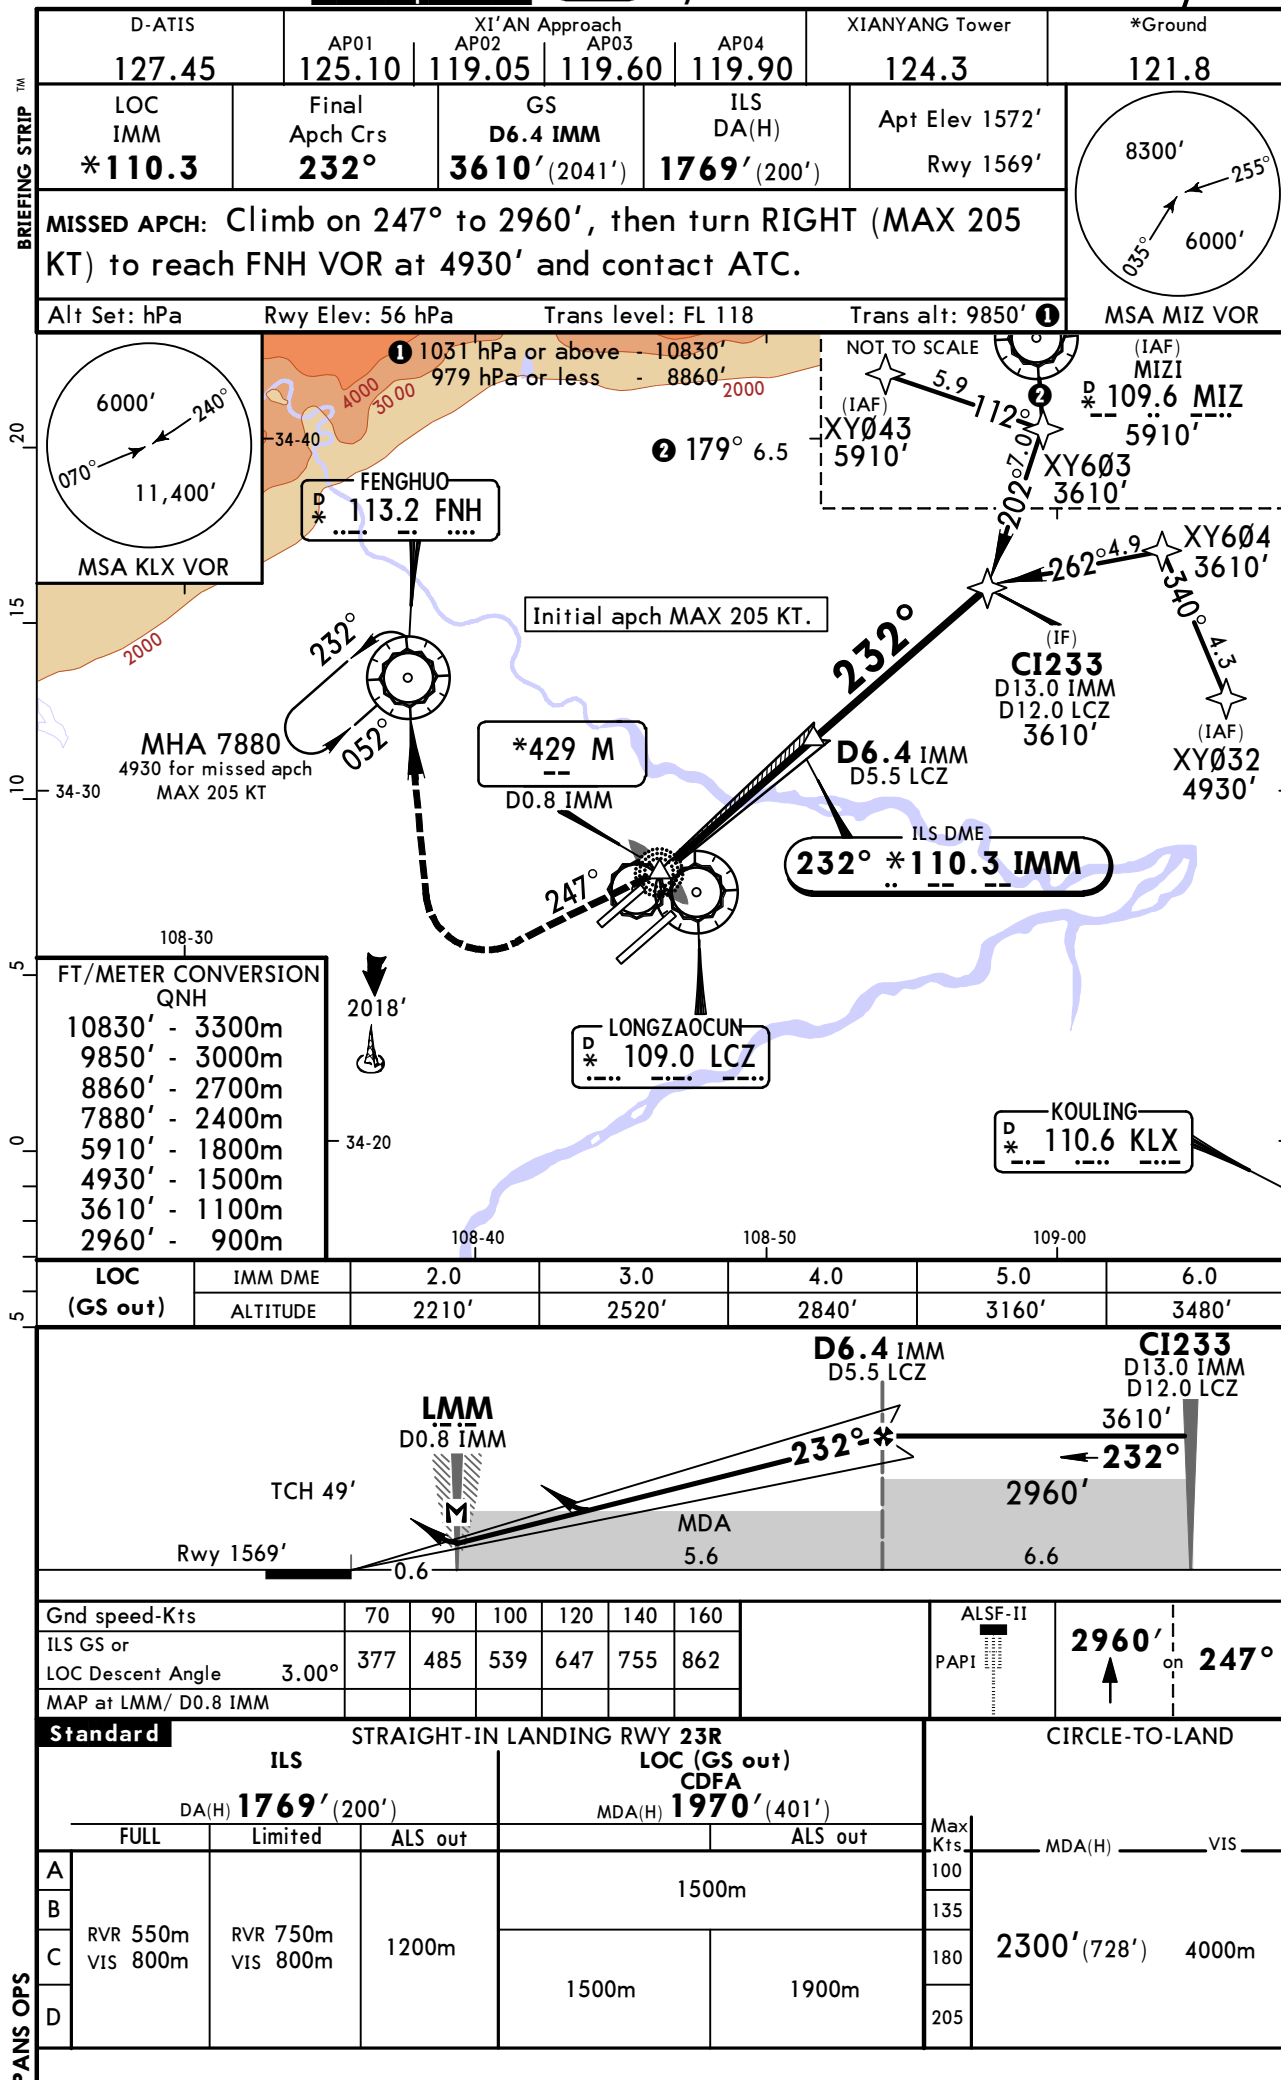 D-ATIS
127.45
XI'AN Approach
AP01 AP02 AP03 AP04
125.10 119.05 119.60 119.90
XIANYANG Tower
124.3
*Ground
121.8
BRIEFING STRIP TM
LOC
IMM
*110.3
Final
Apch Crs
232°
GS
D6.4 IMM
3610'(2041')
ILS
DA(H)
1769'(200')
Apt Elev 1572'
Rwy 1569'
8300'
255°
6000'
035°
MSA MIZ VOR
MISSED APCH: Climb on 247° to 2960', then turn RIGHT (MAX 205
KT) to reach FNH VOR at 4930' and contact ATC.
Alt Set: hPa Rwy Elev: 56 hPa Trans level: FL 118 Trans alt: 9850' 1
1 1031 hPa or above - 10830'
979 hPa or less - 8860'
4000
3000
2000
2000
6000'
240°
070°
11,400'
MSA KLX VOR
34-40
2 179° 6.5
NOT TO SCALE
5.9
112°
(IAF)
XYØ43
5910'
2
(IAF)
MIZI
D
* 109.6 MIZ
5910'
XY6Ø3
3610'
202°
7.0
XY6Ø4
3610'
262° 4.9
340°
4.3
(IAF)
XYØ32
4930'
(IF)
CI233
D13.0 IMM
D12.0 LCZ
3610'
FENGHUO
D
* 113.2 FNH
Initial apch MAX 205 KT.
232°
232°
052°
MHA 7880
4930 for missed apch
MAX 205 KT
*429 M
D0.8 IMM
D6.4 IMM
D5.5 LCZ
ILS DME
232° *110.3 IMM
34-30
247°
108-30
2018'
LONGZAOCUN
D
* 109.0 LCZ
KOULING
D
* 110.6 KLX
34-20
108-40
108-50
109-00
20
15
10
5
0
5
FT/METER CONVERSION
QNH
10830' - 3300m
9850' - 3000m
8860' - 2700m
7880' - 2400m
5910' - 1800m
4930' - 1500m
3610' - 1100m
2960' - 900m
LOC
(GS out)
IMM DME 2.0 3.0 4.0 5.0 6.0
ALTITUDE 2210' 2520' 2840' 3160' 3480'
D6.4 IMM
D5.5 LCZ
CI233
D13.0 IMM
D12.0 LCZ
3610'
232°
232°
2960'
LMM
D0.8 IMM
TCH 49'
M
MDA
Rwy 1569'
0.6
5.6
6.6
Gnd speed-Kts 70 90 100 120 140 160
ILS GS or
LOC Descent Angle 3.00° 377 485 539 647 755 862
MAP at LMM/ D0.8 IMM
ALSF-II
PAPI
2960' on 247°
Standard
STRAIGHT-IN LANDING RWY 23R
CIRCLE-TO-LAND
ILS
DA(H) 1769'(200')
LOC (GS out)
CDFA
MDA(H) 1970'(401')
FULL Limited ALS out
ALS out
Max
Kts
MDA(H) VIS
A
B
C
D
RVR 550m
VIS 800m
RVR 750m
VIS 800m
1200m
1500m
1500m
1900m
100
135
180
205
2300'(728') 4000m
PANS OPS